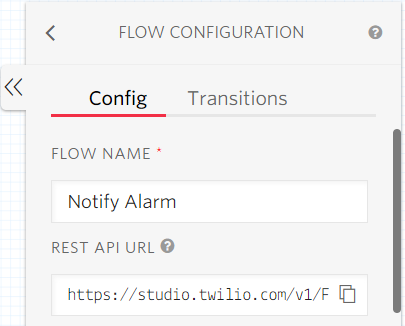 FLOW CONFIGURATION
Config Transitions
FLOW NAME *
Notify Alarm
REST API URL
https://studio.twilio.com/v1/F